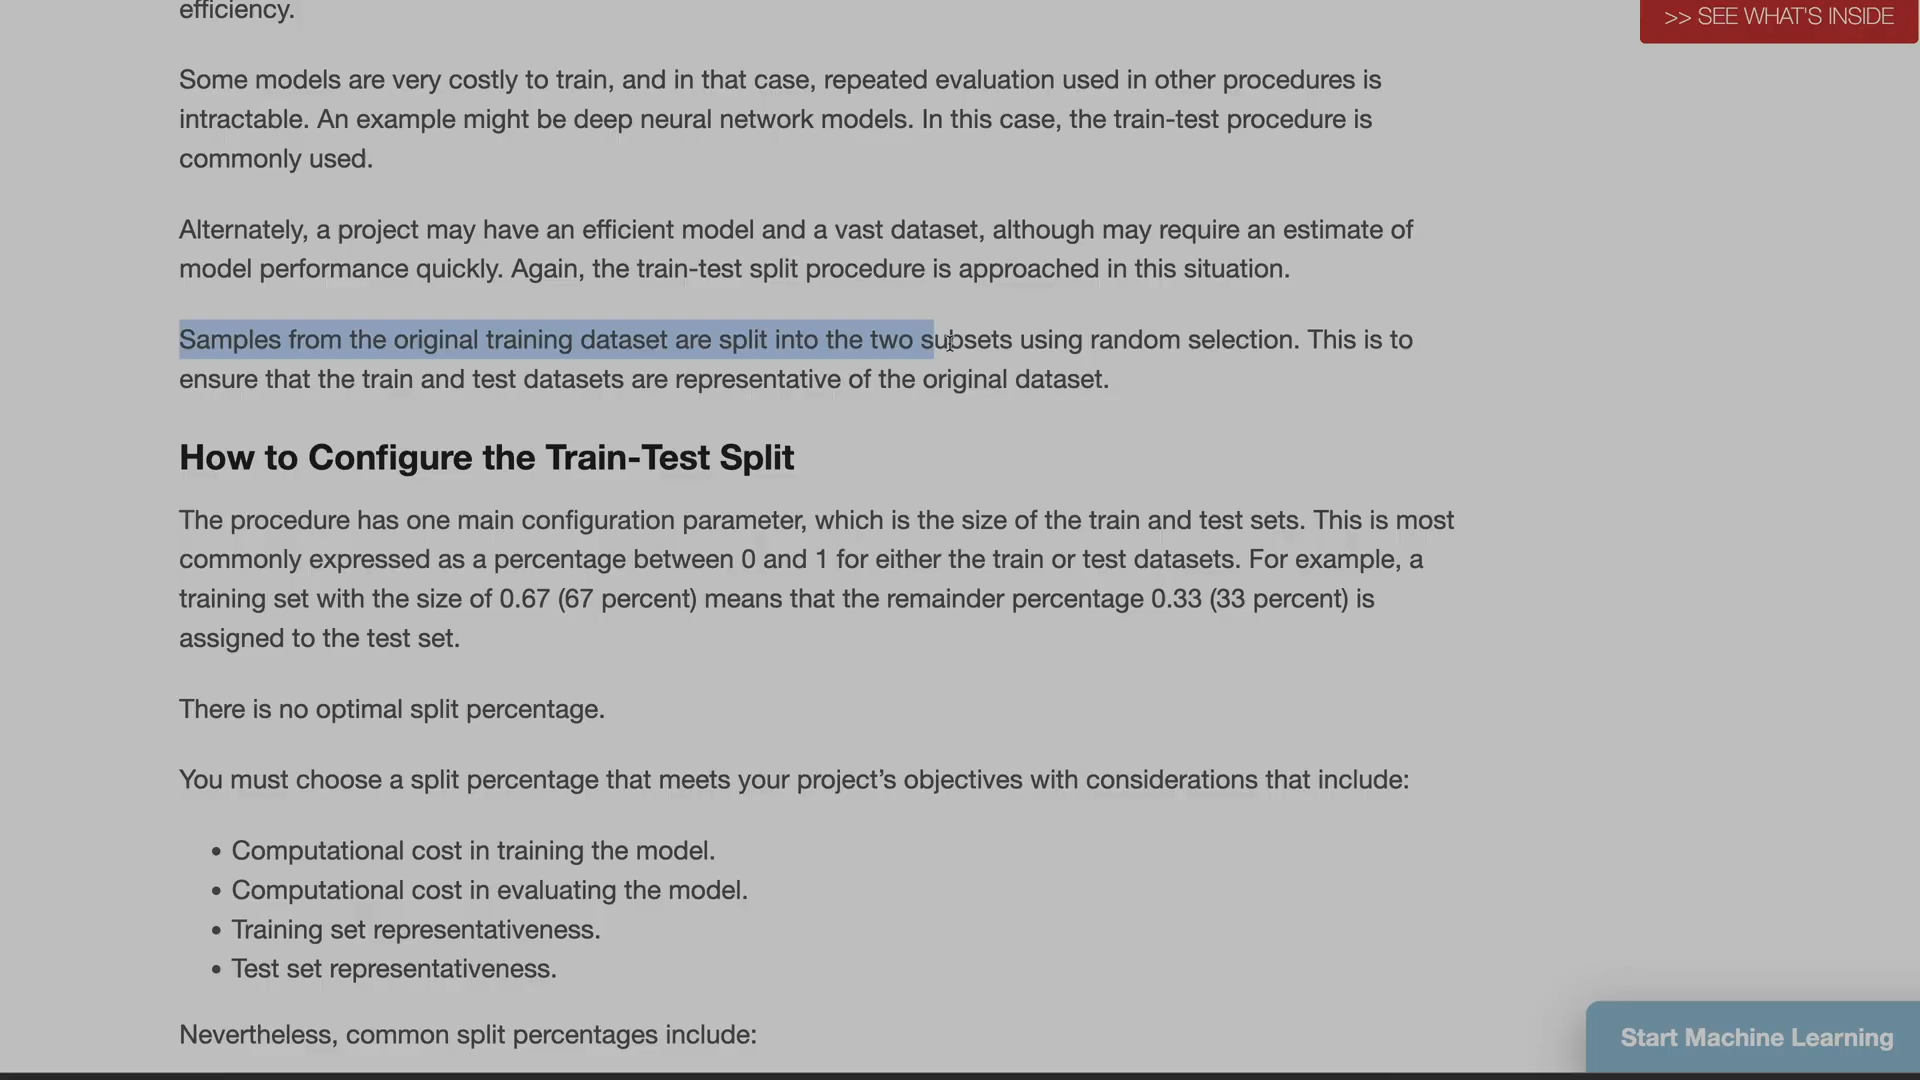 efficiency.
>> SEE WHAT'S INSIDE
Some models are very costly to train, and in that case, repeated evaluation used in other procedures is
intractable. An example might be deep neural network models. In this case, the train-test procedure is
commonly used.
Alternately, a project may have an efficient model and a vast dataset, although may require an estimate of
model performance quickly. Again, the train-test split procedure is approached in this situation.
Samples from the original training dataset are split into the two subsets using random selection. This is to
ensure that the train and test datasets are representative of the original dataset.
How to Configure the Train-Test Split
The procedure has one main configuration parameter, which is the size of the train and test sets. This is most
commonly expressed as a percentage between 0 and 1 for either the train or test datasets. For example, a
training set with the size of 0.67 (67 percent) means that the remainder percentage 0.33 (33 percent) is
assigned to the test set.
There is no optimal split percentage.
You must choose a split percentage that meets your project’s objectives with considerations that include:
• Computational cost in training the model.
• Computational cost in evaluating the model.
• Training set representativeness.
• Test set representativeness.
Nevertheless, common split percentages include:
Start Machine Learning